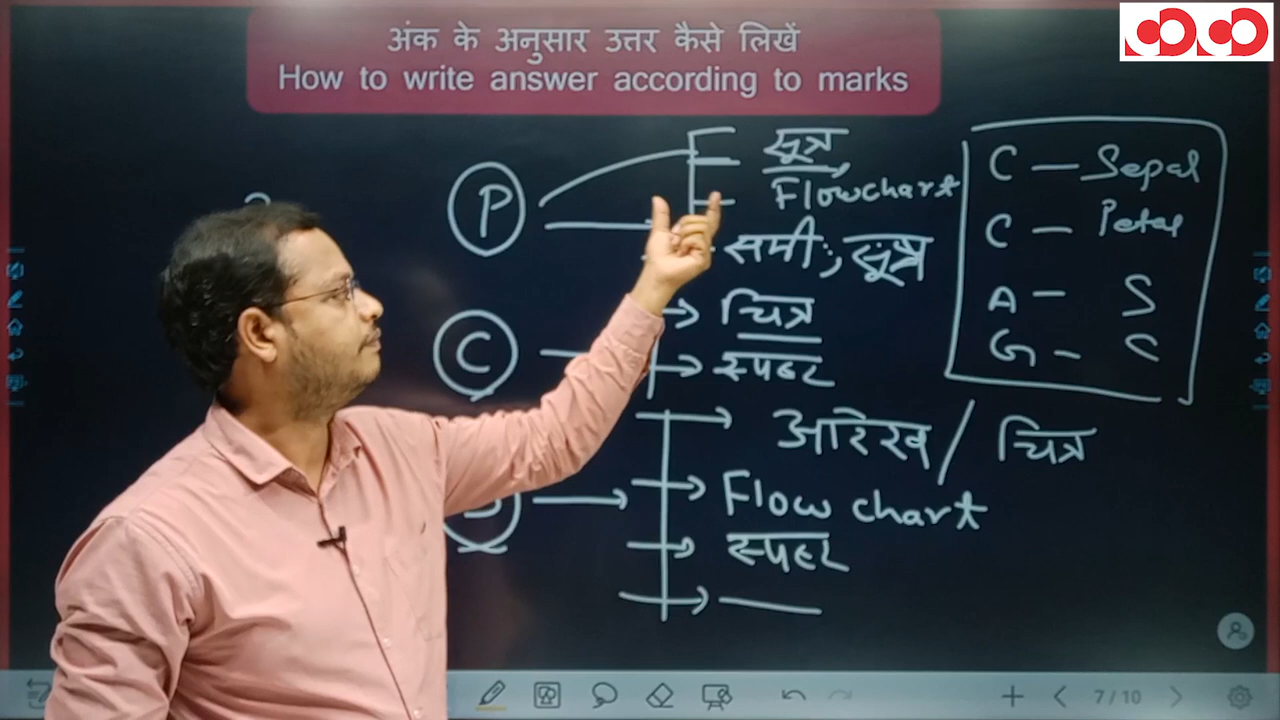 अंक के अनुसार उत्तर कैसे लिखें
How to write answer according to marks
P
सूत्र,
Flowchart
समी., सूत्र
C
चित्र
स्पष्ट
आरेख / चित्र
Flow chart
स्पष्ट
C — Sepal
C — Petal
A — S
G — C
7 / 10